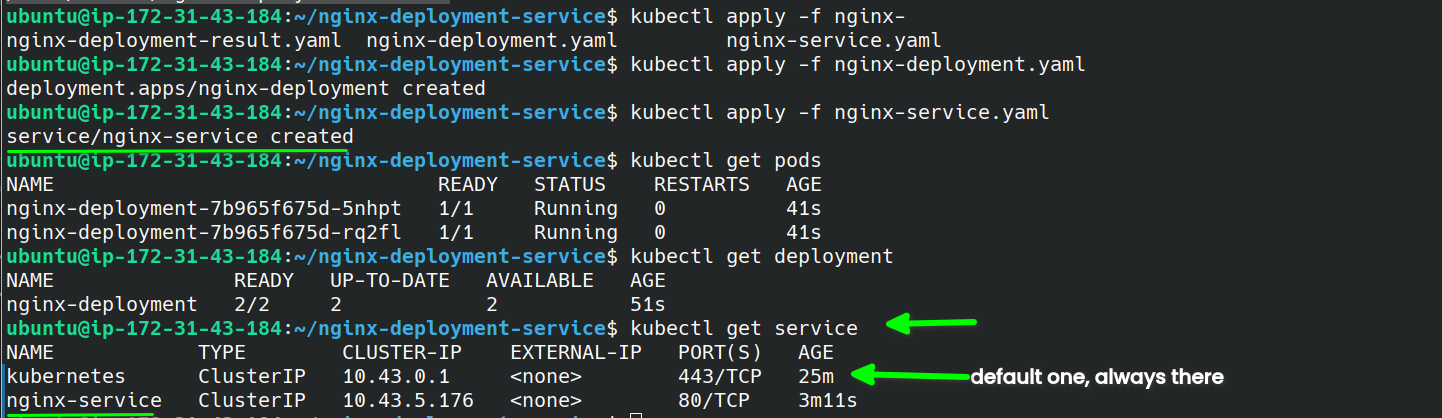 ubuntu@ip-172-31-43-184:~/nginx-deployment-service$ kubectl apply -f nginx-
nginx-deployment-result.yaml  nginx-deployment.yaml         nginx-service.yaml
ubuntu@ip-172-31-43-184:~/nginx-deployment-service$ kubectl apply -f nginx-deployment.yaml
deployment.apps/nginx-deployment created
ubuntu@ip-172-31-43-184:~/nginx-deployment-service$ kubectl apply -f nginx-service.yaml
service/nginx-service created
ubuntu@ip-172-31-43-184:~/nginx-deployment-service$ kubectl get pods
NAME                                READY   STATUS    RESTARTS   AGE
nginx-deployment-7b965f675d-5nhpt   1/1     Running   0          41s
nginx-deployment-7b965f675d-rq2fl   1/1     Running   0          41s
ubuntu@ip-172-31-43-184:~/nginx-deployment-service$ kubectl get deployment
NAME               READY   UP-TO-DATE   AVAILABLE   AGE
nginx-deployment   2/2     2            2           51s
ubuntu@ip-172-31-43-184:~/nginx-deployment-service$ kubectl get service
NAME            TYPE        CLUSTER-IP    EXTERNAL-IP   PORT(S)   AGE
kubernetes      ClusterIP   10.43.0.1     <none>        443/TCP   25m default one, always there
nginx-service   ClusterIP   10.43.5.176   <none>        80/TCP    3m11s